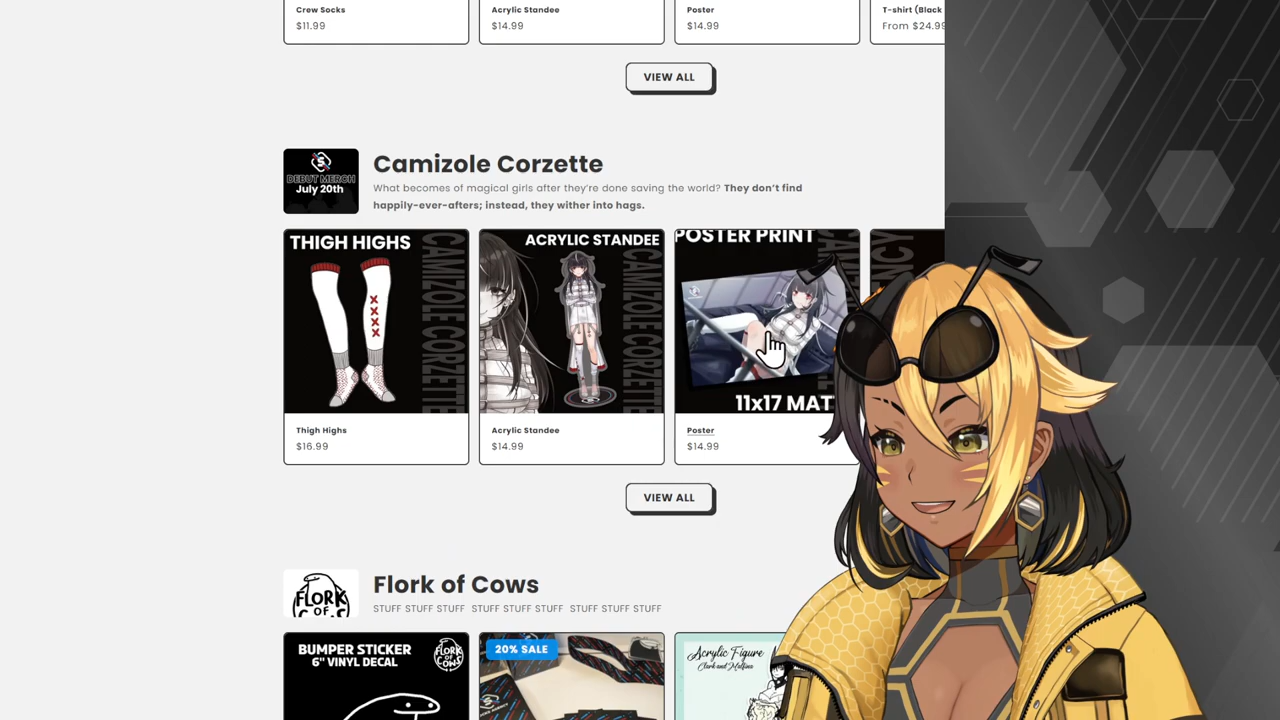 Crew Socks
$11.99
Acrylic Standee
$14.99
Poster
$14.99
T-shirt (Black
From $24.99
VIEW ALL
DEBUT MERCH
July 20th
Camizole Corzette
What becomes of magical girls after they're done saving the world? They don't find
happily-ever-afters; instead, they wither into hags.
THIGH HIGHS
CAMIZOLE CORZETTE
ACRYLIC STANDEE
CAMIZOLE CORZETTE
POSTER PRINT
11x17 MAT
Thigh Highs
$16.99
Acrylic Standee
$14.99
Poster
$14.99
VIEW ALL
FLORK
OF
Flork of Cows
STUFF STUFF STUFF STUFF STUFF STUFF STUFF STUFF STUFF
BUMPER STICKER
6" VINYL DECAL
FLORK
OF
COWS
20% SALE
Acrylic Figure
Clark and Malfina